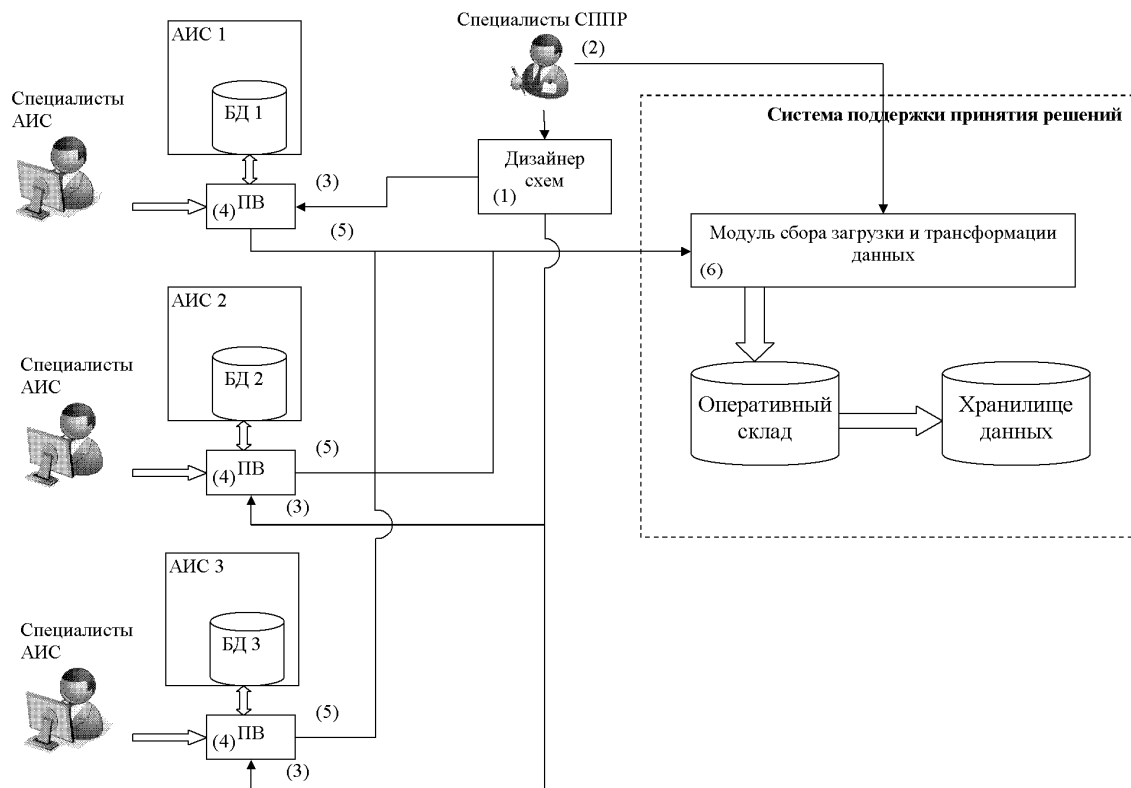 Специалисты СППР
(2)
АИС 1
БД 1
Специалисты
АИС
(4)
ПВ
(3)
(5)
Дизайнер
схем
(1)
Система поддержки принятия решений
Модуль сбора загрузки и трансформации
данных
(6)
Оперативный
склад
Хранилище
данных
АИС 2
БД 2
Специалисты
АИС
(4)
ПВ
(5)
(3)
АИС 3
БД 3
Специалисты
АИС
(4)
ПВ
(5)
(3)